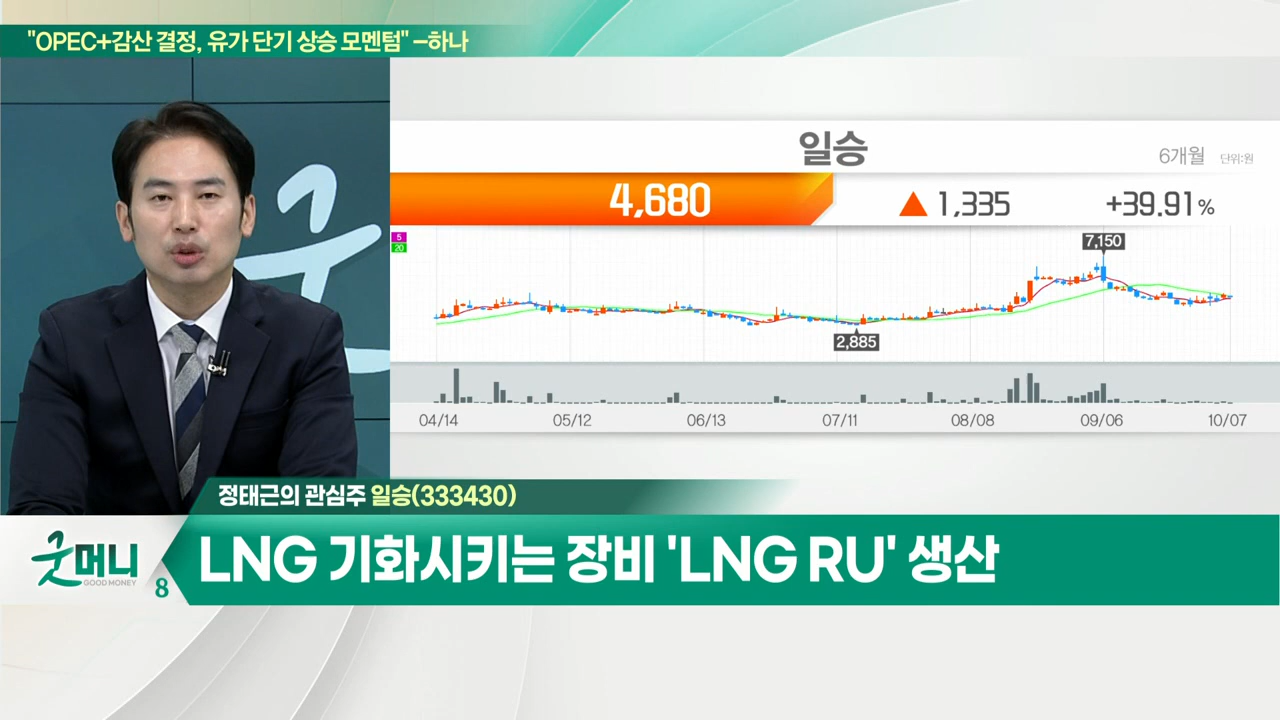 "OPEC+감산 결정, 유가 단기 상승 모멘텀" -하나
일승
6개월 단위:원
4,680 ▲ 1,335 +39.91%
5
20
7,150
2,885
04/14 05/12 06/13 07/11 08/08 09/06 10/07
굿
정태근의 관심주 일승(333430)
굿머니
GOOD MONEY
8
LNG 기화시키는 장비 'LNG RU' 생산